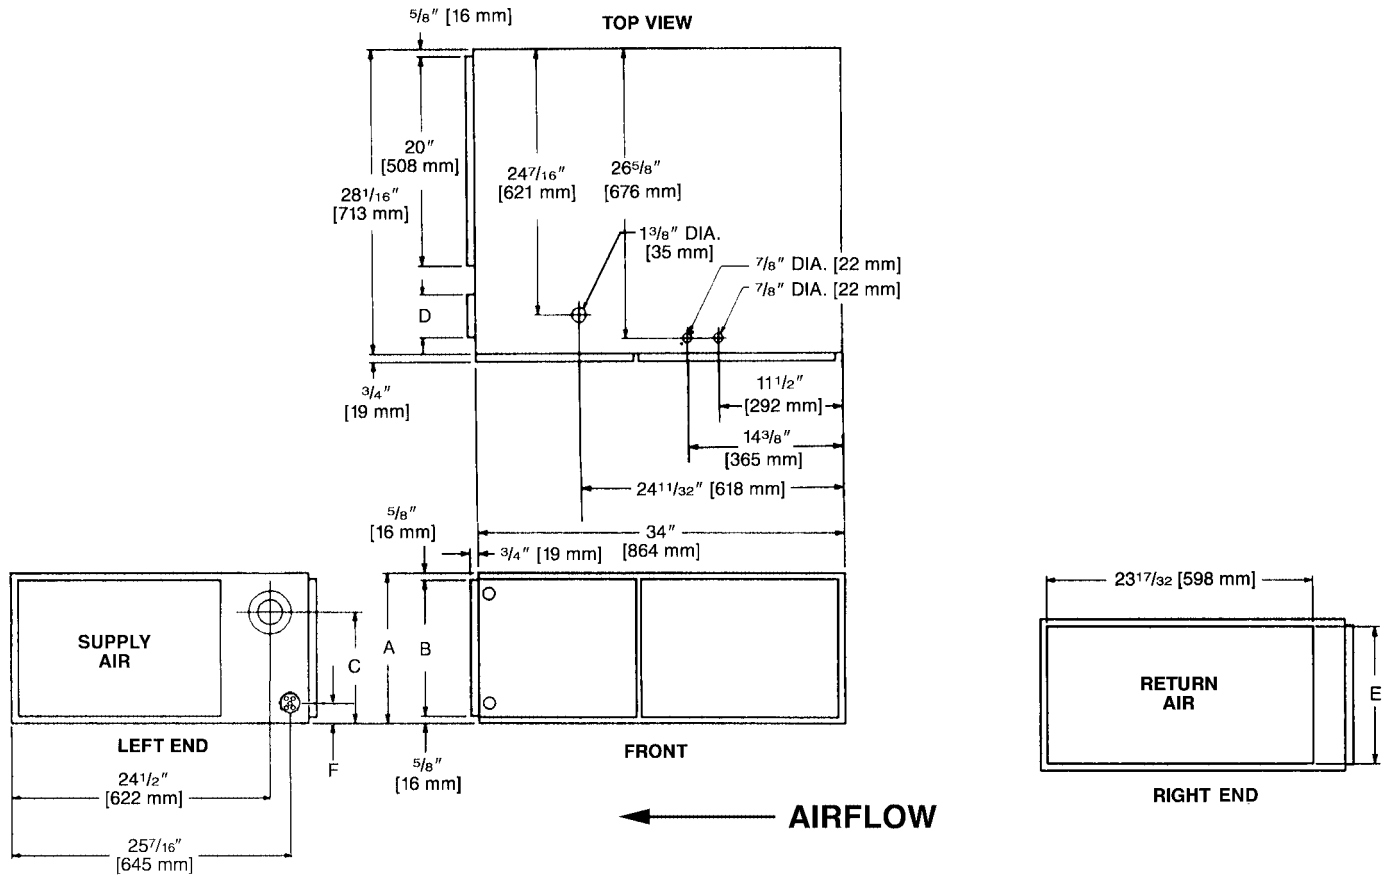 5/8″ [16 mm]
TOP VIEW
20″
[508 mm]
28 1/16″
[713 mm]
24 7/16″
[621 mm]
26 5/8″
[676 mm]
1 3/8″ DIA.
[35 mm]
7/8″ DIA. [22 mm]
7/8″ DIA. [22 mm]
D
3/4″
[19 mm]
11 1/2″
[292 mm]
14 3/8″
[365 mm]
24 11/32″ [618 mm]
5/8″
[16 mm]
34″
[864 mm]
3/4″ [19 mm]
SUPPLY
AIR
C
A
B
LEFT END
F
24 1/2″
[622 mm]
25 7/16″
[645 mm]
5/8″
[16 mm]
FRONT
AIRFLOW
23 17/32 [598 mm]
RETURN
AIR
E
RIGHT END